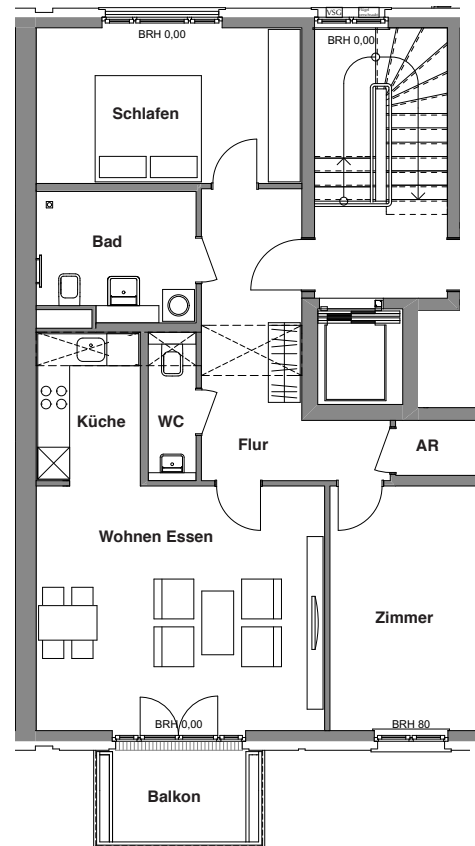 VSG
BRH 0,00
BRH 0,00
Schlafen
Bad
Küche
WC
Flur
AR
Wohnen Essen
Zimmer
BRH 0,00
BRH 80
Balkon